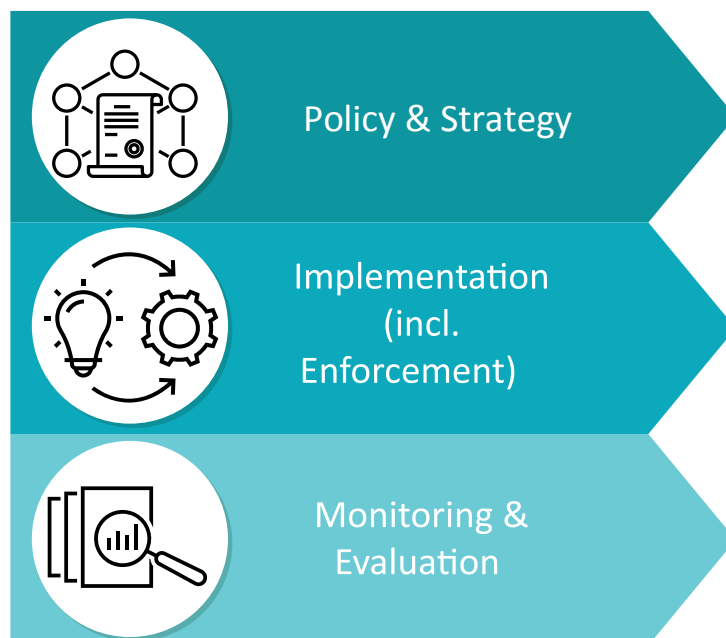 Policy & Strategy
Implementation
(incl.
Enforcement)
Monitoring &
Evaluation